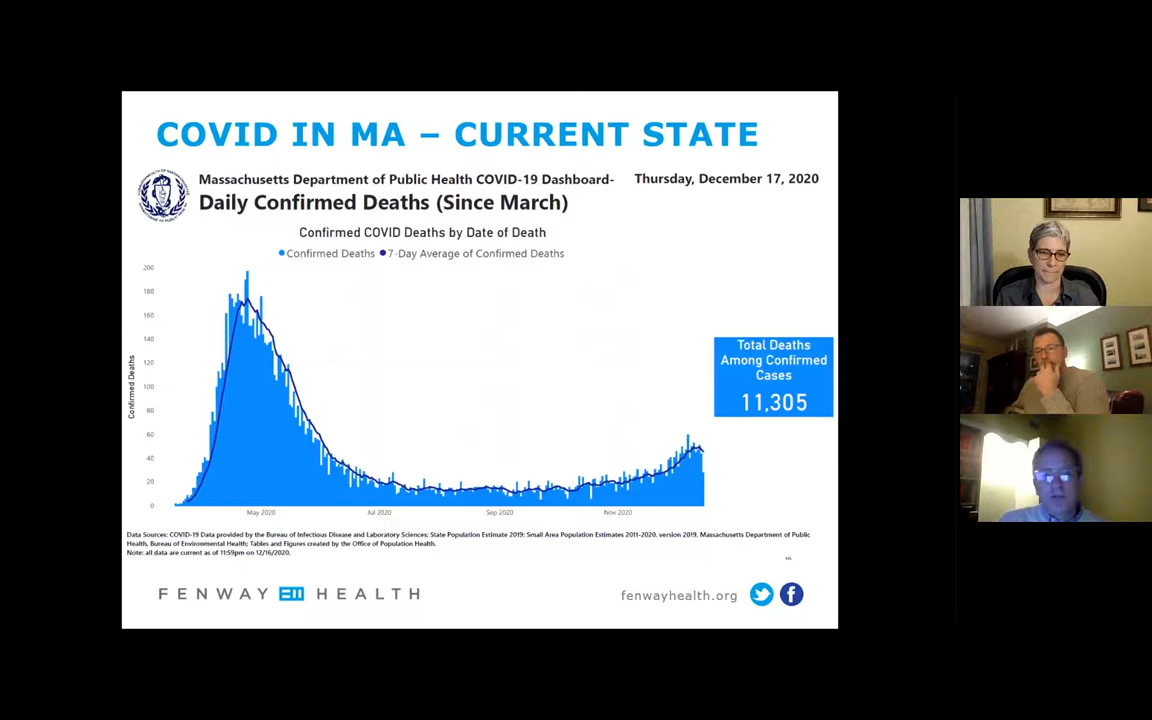 COVID IN MA – CURRENT STATE
Massachusetts Department of Public Health COVID-19 Dashboard- Thursday, December 17, 2020
Daily Confirmed Deaths (Since March)
Confirmed COVID Deaths by Date of Death
Confirmed Deaths 7-Day Average of Confirmed Deaths
Confirmed Deaths
200
180
160
140
120
100
80
60
40
20
0
May 2020 Jul 2020 Sep 2020 Nov 2020
Total Deaths
Among Confirmed
Cases
11,305
Data Sources: COVID-19 Data provided by the Bureau of Infectious Disease and Laboratory Sciences; State Population Estimate 2019: Small Area Population Estimates 2011-2020. version 2019, Massachusetts Department of Public
Health, Bureau of Environmental Health; Tables and Figures created by the Office of Population Health.
Note: all data are current as of 11:59pm on 12/16/2020.
FENWAY HEALTH
fenwayhealth.org